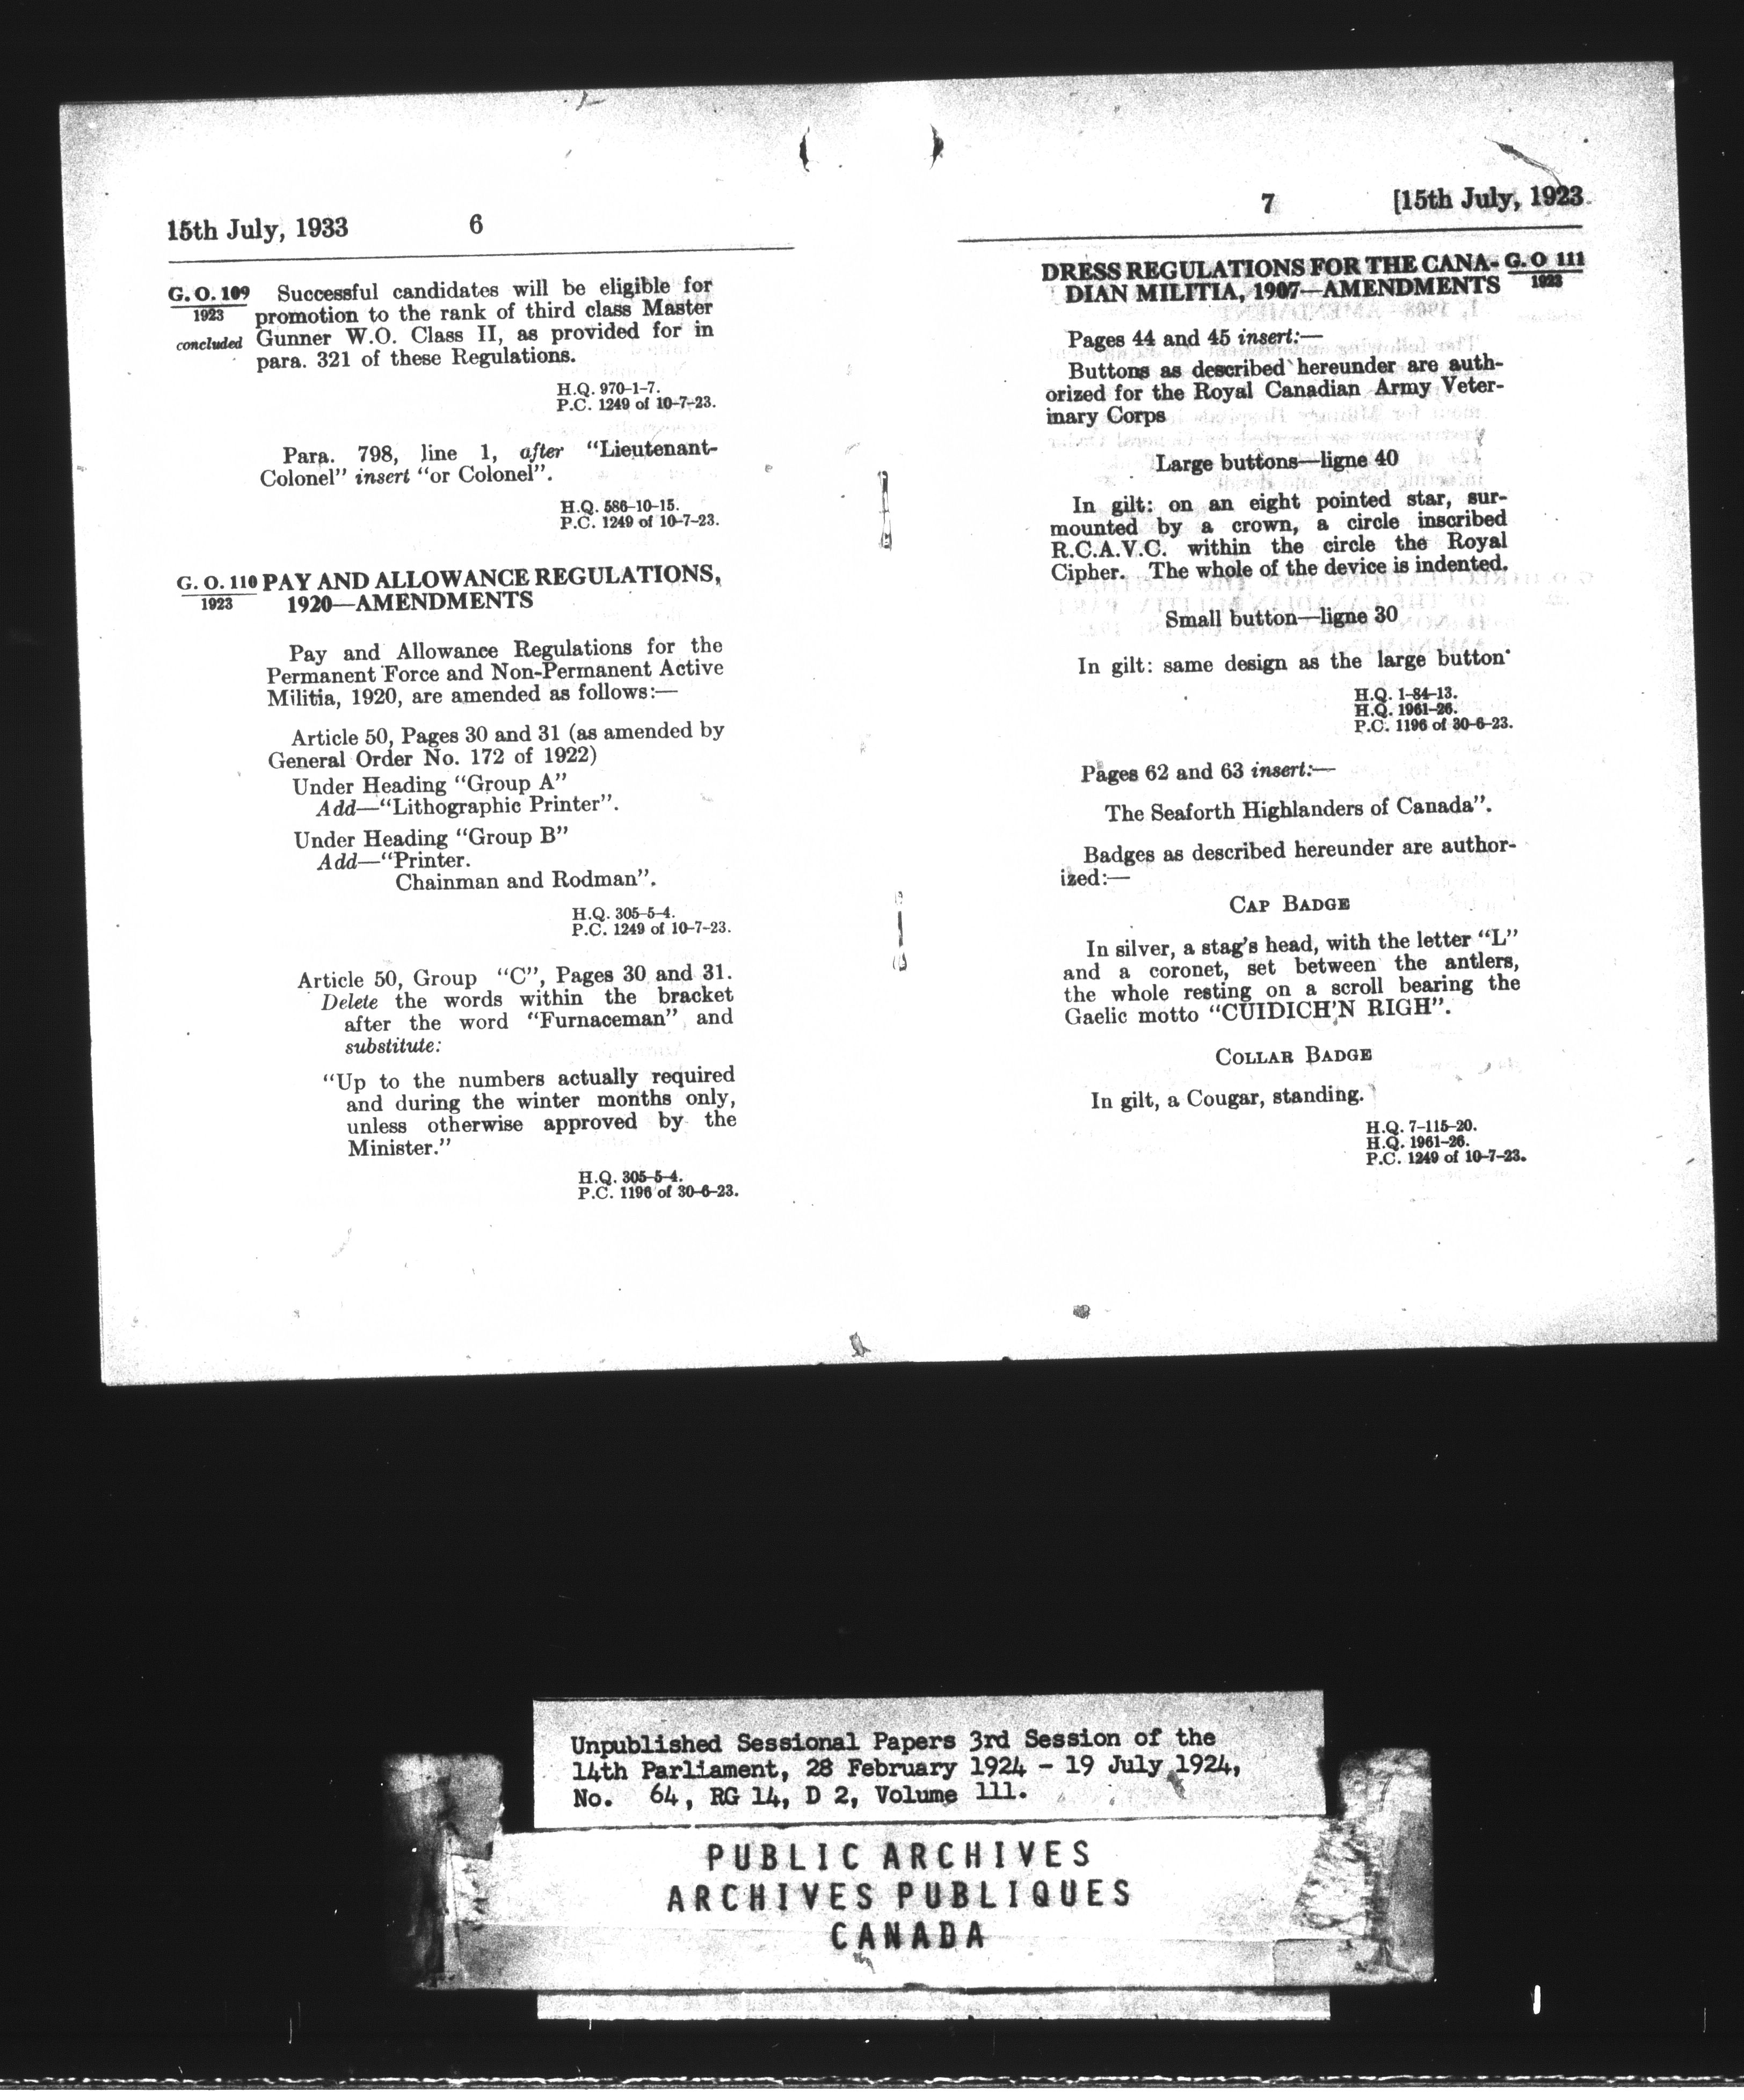 15th July, 1933 6
G. O. 109
1923
concluded
Successful candidates will be eligible for
promotion to the rank of third class Master
Gunner W.O. Class II, as provided for in
para. 321 of these Regulations.
H.Q. 970-1-7.
P.C. 1249 of 10-7-23.
Para. 798, line 1, after "Lieutenant-
Colonel" insert "or Colonel".
H.Q. 586-10-15.
P.C. 1249 of 10-7-23.
G. O. 110
1923
PAY AND ALLOWANCE REGULATIONS,
1920—AMENDMENTS
Pay and Allowance Regulations for the
Permanent Force and Non-Permanent Active
Militia, 1920, are amended as follows:—
Article 50, Pages 30 and 31 (as amended by
General Order No. 172 of 1922)
Under Heading "Group A"
Add—"Lithographic Printer".
Under Heading "Group B"
Add—"Printer.
Chainman and Rodman".
H.Q. 305-5-4.
P.C. 1249 of 10-7-23.
Article 50, Group "C", Pages 30 and 31.
Delete the words within the bracket
after the word "Furnaceman" and
substitute:
"Up to the numbers actually required
and during the winter months only,
unless otherwise approved by the
Minister."
H.Q. 305-5-4.
P.C. 1196 of 30-6-23.
7 [15th July, 1923.
DRESS REGULATIONS FOR THE CANA-
DIAN MILITIA, 1907—AMENDMENTS
G. O 111
1923
Pages 44 and 45 insert:—
Buttons as described hereunder are auth-
orized for the Royal Canadian Army Veter-
inary Corps
Large buttons—ligne 40
In gilt: on an eight pointed star, sur-
mounted by a crown, a circle inscribed
R.C.A.V.C. within the circle the Royal
Cipher. The whole of the device is indented.
Small button—ligne 30
In gilt: same design as the large button.
H.Q. 1-84-13.
H.Q. 1961-26.
P.C. 1196 of 30-6-23.
Pages 62 and 63 insert:—
The Seaforth Highlanders of Canada".
Badges as described hereunder are author-
ized:—
CAP BADGE
In silver, a stag's head, with the letter "L"
and a coronet, set between the antlers,
the whole resting on a scroll bearing the
Gaelic motto "CUIDICH'N RIGH".
COLLAR BADGE
In gilt, a Cougar, standing.
H.Q. 7-115-20.
H.Q. 1961-26.
P.C. 1249 of 10-7-23.
Unpublished Sessional Papers 3rd Session of the
14th Parliament, 28 February 1924 - 19 July 1924,
No. 64, RG 14, D 2, Volume 111.
PUBLIC ARCHIVES
ARCHIVES PUBLIQUES
CANADA